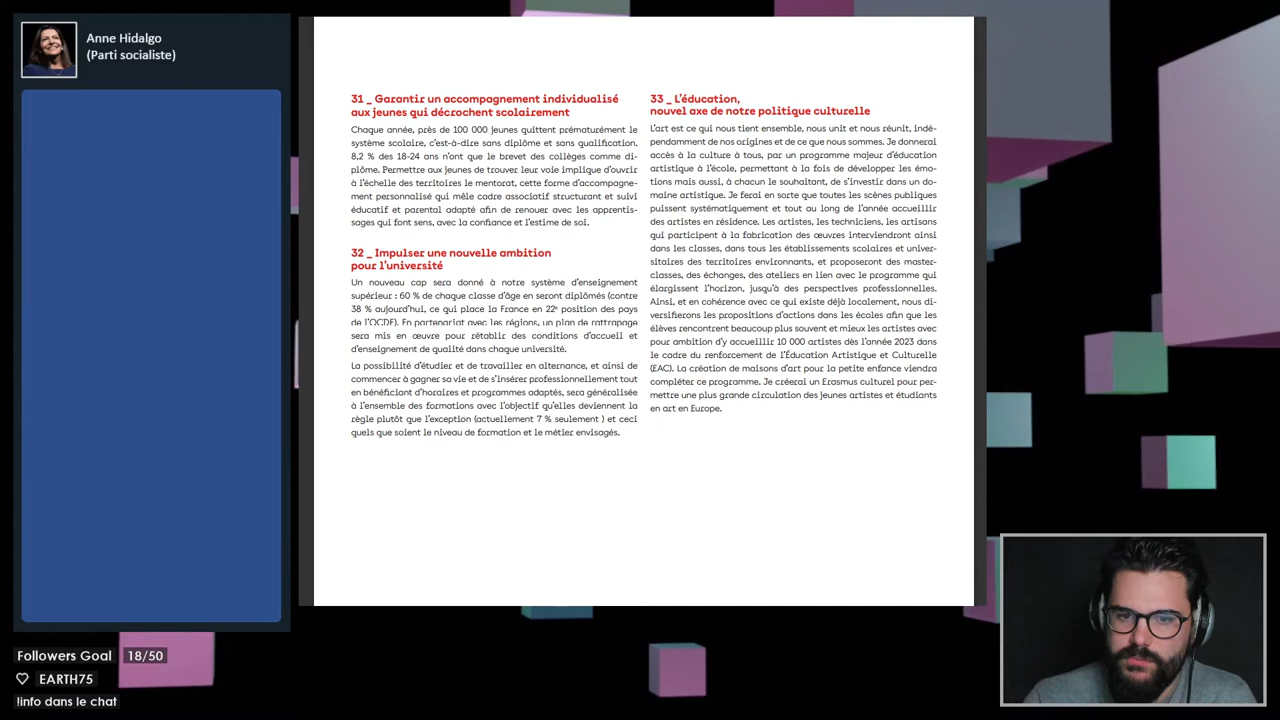 Anne Hidalgo
(Parti socialiste)
31 _ Garantir un accompagnement individualisé
aux jeunes qui décrochent scolairement
Chaque année, près de 100 000 jeunes quittent prématurément le
système scolaire, c'est-à-dire sans diplôme et sans qualification.
8,2 % des 18-24 ans n'ont que le brevet des collèges comme di-
plôme. Permettre aux jeunes de trouver leur voie implique d'ouvrir
à l'échelle des territoires le mentorat, cette forme d'accompagne-
ment personnalisé qui mêle cadre associatif structurant et suivi
éducatif et parental adapté afin de renouer avec les apprentis-
sages qui font sens, avec la confiance et l'estime de soi.
32 _ Impulser une nouvelle ambition
pour l'université
Un nouveau cap sera donné à notre système d'enseignement
supérieur : 60 % de chaque classe d'âge en seront diplômés (contre
38 % aujourd'hui, ce qui place la France en 22e position des pays
de l'OCDE). En partenariat avec les régions, un plan de rattrapage
sera mis en œuvre pour rétablir des conditions d'accueil et
d'enseignement de qualité dans chaque université.
La possibilité d'étudier et de travailler en alternance, et ainsi de
commencer à gagner sa vie et de s'insérer professionnellement tout
en bénéficiant d'horaires et programmes adaptés, sera généralisée
à l'ensemble des formations avec l'objectif qu'elles deviennent la
règle plutôt que l'exception (actuellement 7 % seulement ) et ceci
quels que soient le niveau de formation et le métier envisagés.
33 _ L'éducation,
nouvel axe de notre politique culturelle
L'art est ce qui nous tient ensemble, nous unit et nous réunit, indé-
pendamment de nos origines et de ce que nous sommes. Je donnerai
accès à la culture à tous, par un programme majeur d'éducation
artistique à l'école, permettant à la fois de développer les émo-
tions mais aussi, à chacun le souhaitant, de s'investir dans un do-
maine artistique. Je ferai en sorte que toutes les scènes publiques
puissent systématiquement et tout au long de l'année accueillir
des artistes en résidence. Les artistes, les techniciens, les artisans
qui participent à la fabrication des œuvres interviendront ainsi
dans les classes, dans tous les établissements scolaires et univer-
sitaires des territoires environnants, et proposeront des master-
classes, des échanges, des ateliers en lien avec le programme qui
élargissent l'horizon, jusqu'à des perspectives professionnelles.
Ainsi, et en cohérence avec ce qui existe déjà localement, nous di-
versifierons les propositions d'actions dans les écoles afin que les
élèves rencontrent beaucoup plus souvent et mieux les artistes avec
pour ambition d'y accueillir 10 000 artistes dès l'année 2023 dans
le cadre du renforcement de l'Éducation Artistique et Culturelle
(EAC). La création de maisons d'art pour la petite enfance viendra
compléter ce programme. Je créerai un Erasmus culturel pour per-
mettre une plus grande circulation des jeunes artistes et étudiants
en art en Europe.
Followers Goal 18/50
EARTH75
!info dans le chat